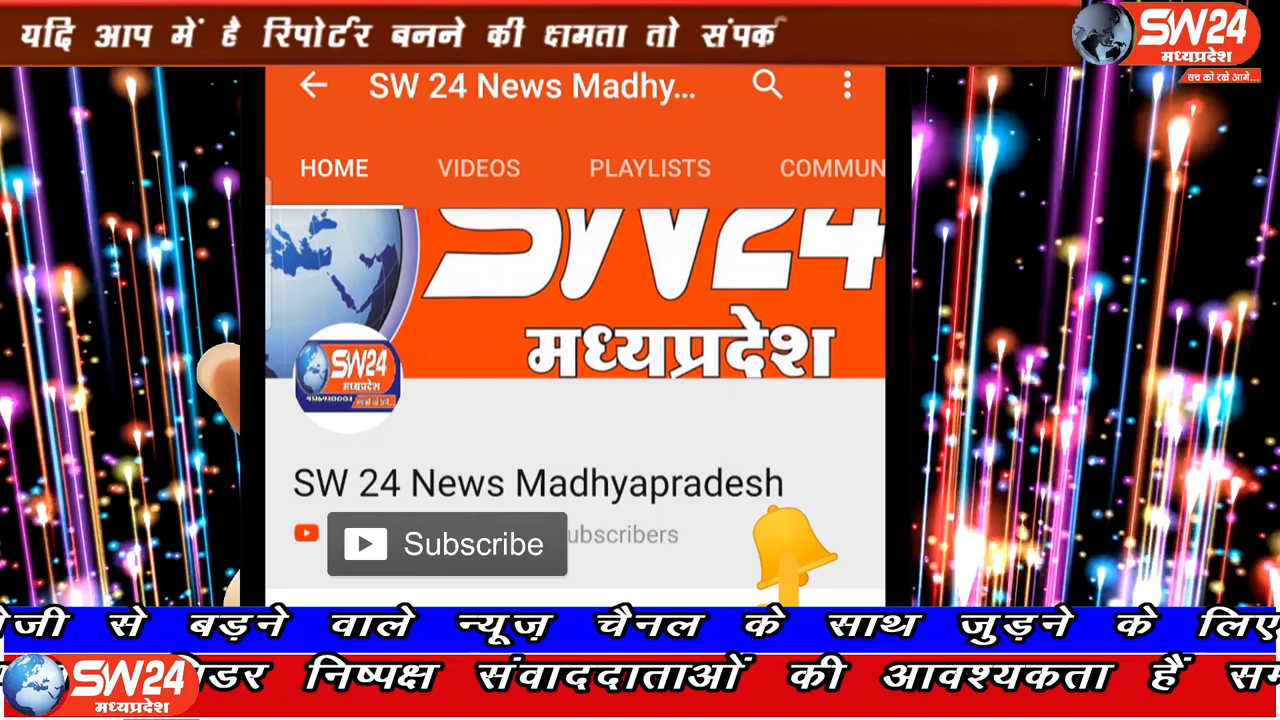 यदि आप में है रिपोर्टर बनने की क्षमता तो संपर्क
SW24
मध्यप्रदेश
सच को रखे आगे...
SW 24 News Madhy...
HOME VIDEOS PLAYLISTS COMMUN
SW24
मध्यप्रदेश
SW24
मध्यप्रदेश
SW 24 News Madhyapradesh
Subscribe ubscribers
से बड़ने वाले न्यूज़ चैनल के साथ जुड़ने के लिए
निष्पक्ष संवाददाताओं की आवश्यकता हैं
SW24
मध्यप्रदेश